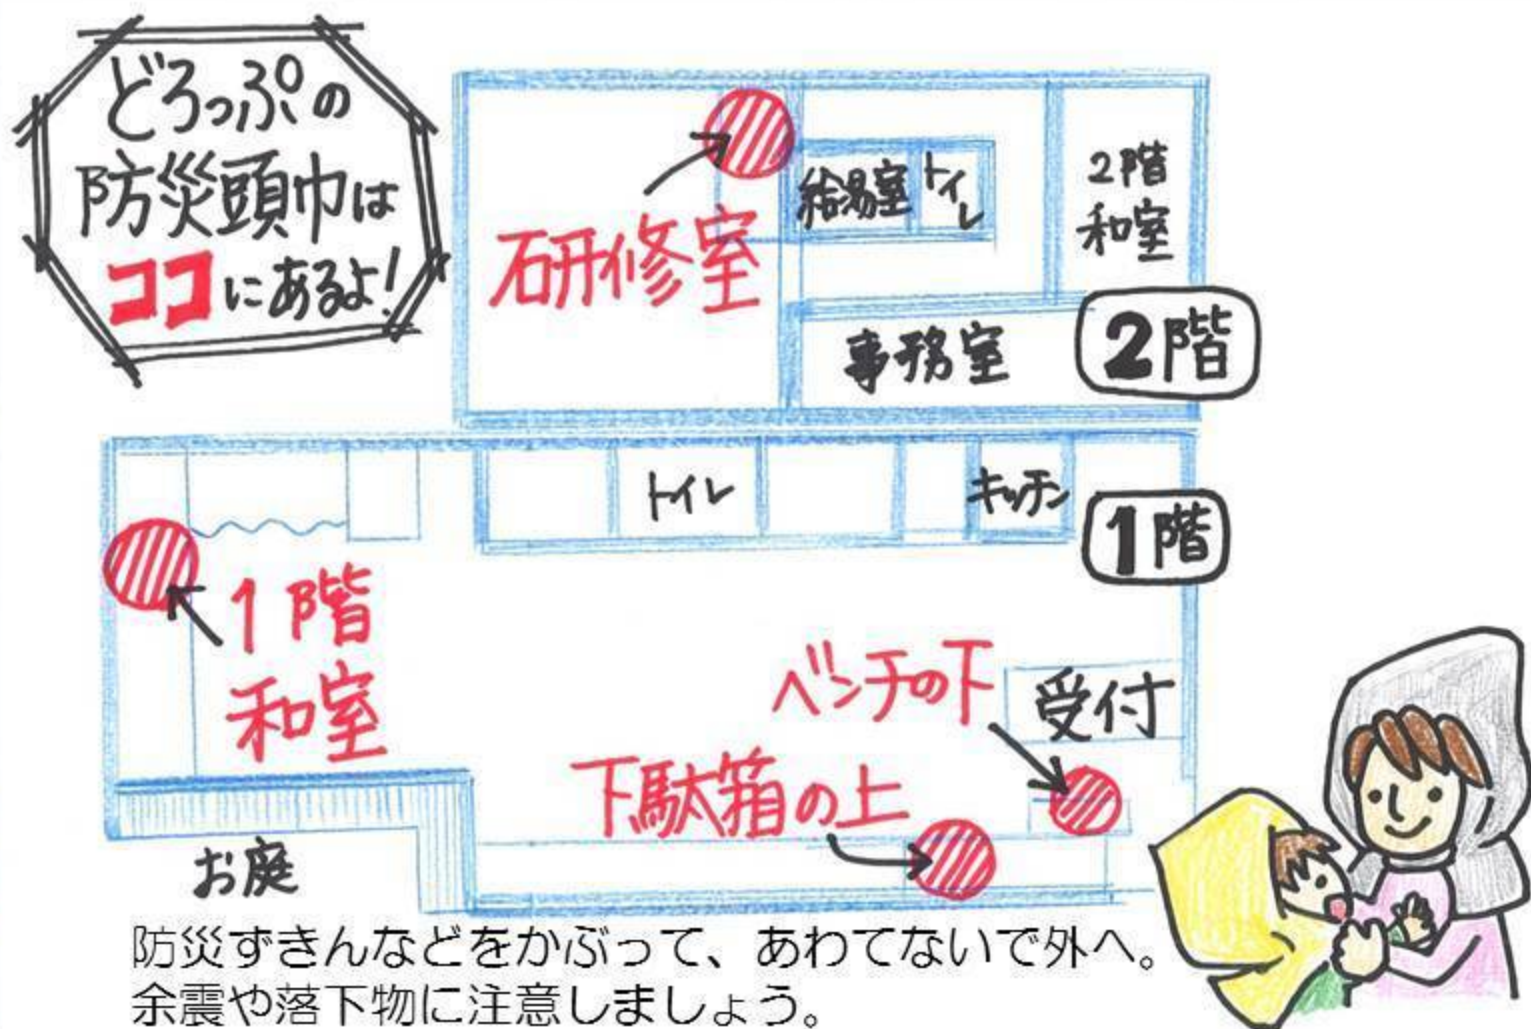 どろっぷの
防災頭巾は
ココにあるよ!
研修室
給湯室
トイレ
2階
和室
事務室
2階
トイレ
キッチン
1階
1階
和室
ベンチの下
受付
下駄箱の上
お庭
防災ずきんなどをかぶって、あわてないで外へ。
余震や落下物に注意しましょう。